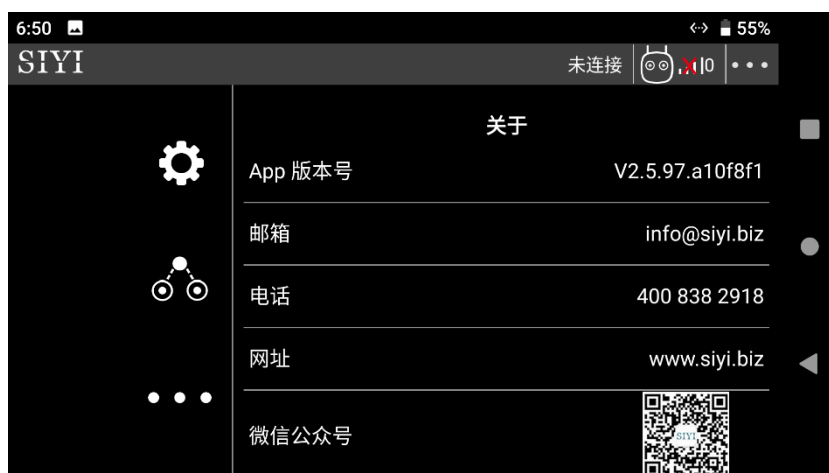 6:50
55%
SIYI
未连接
0
关于
App 版本号
V2.5.97.a10f8f1
邮箱
info@siyi.biz
电话
400 838 2918
网址
www.siyi.biz
微信公众号
SIYI